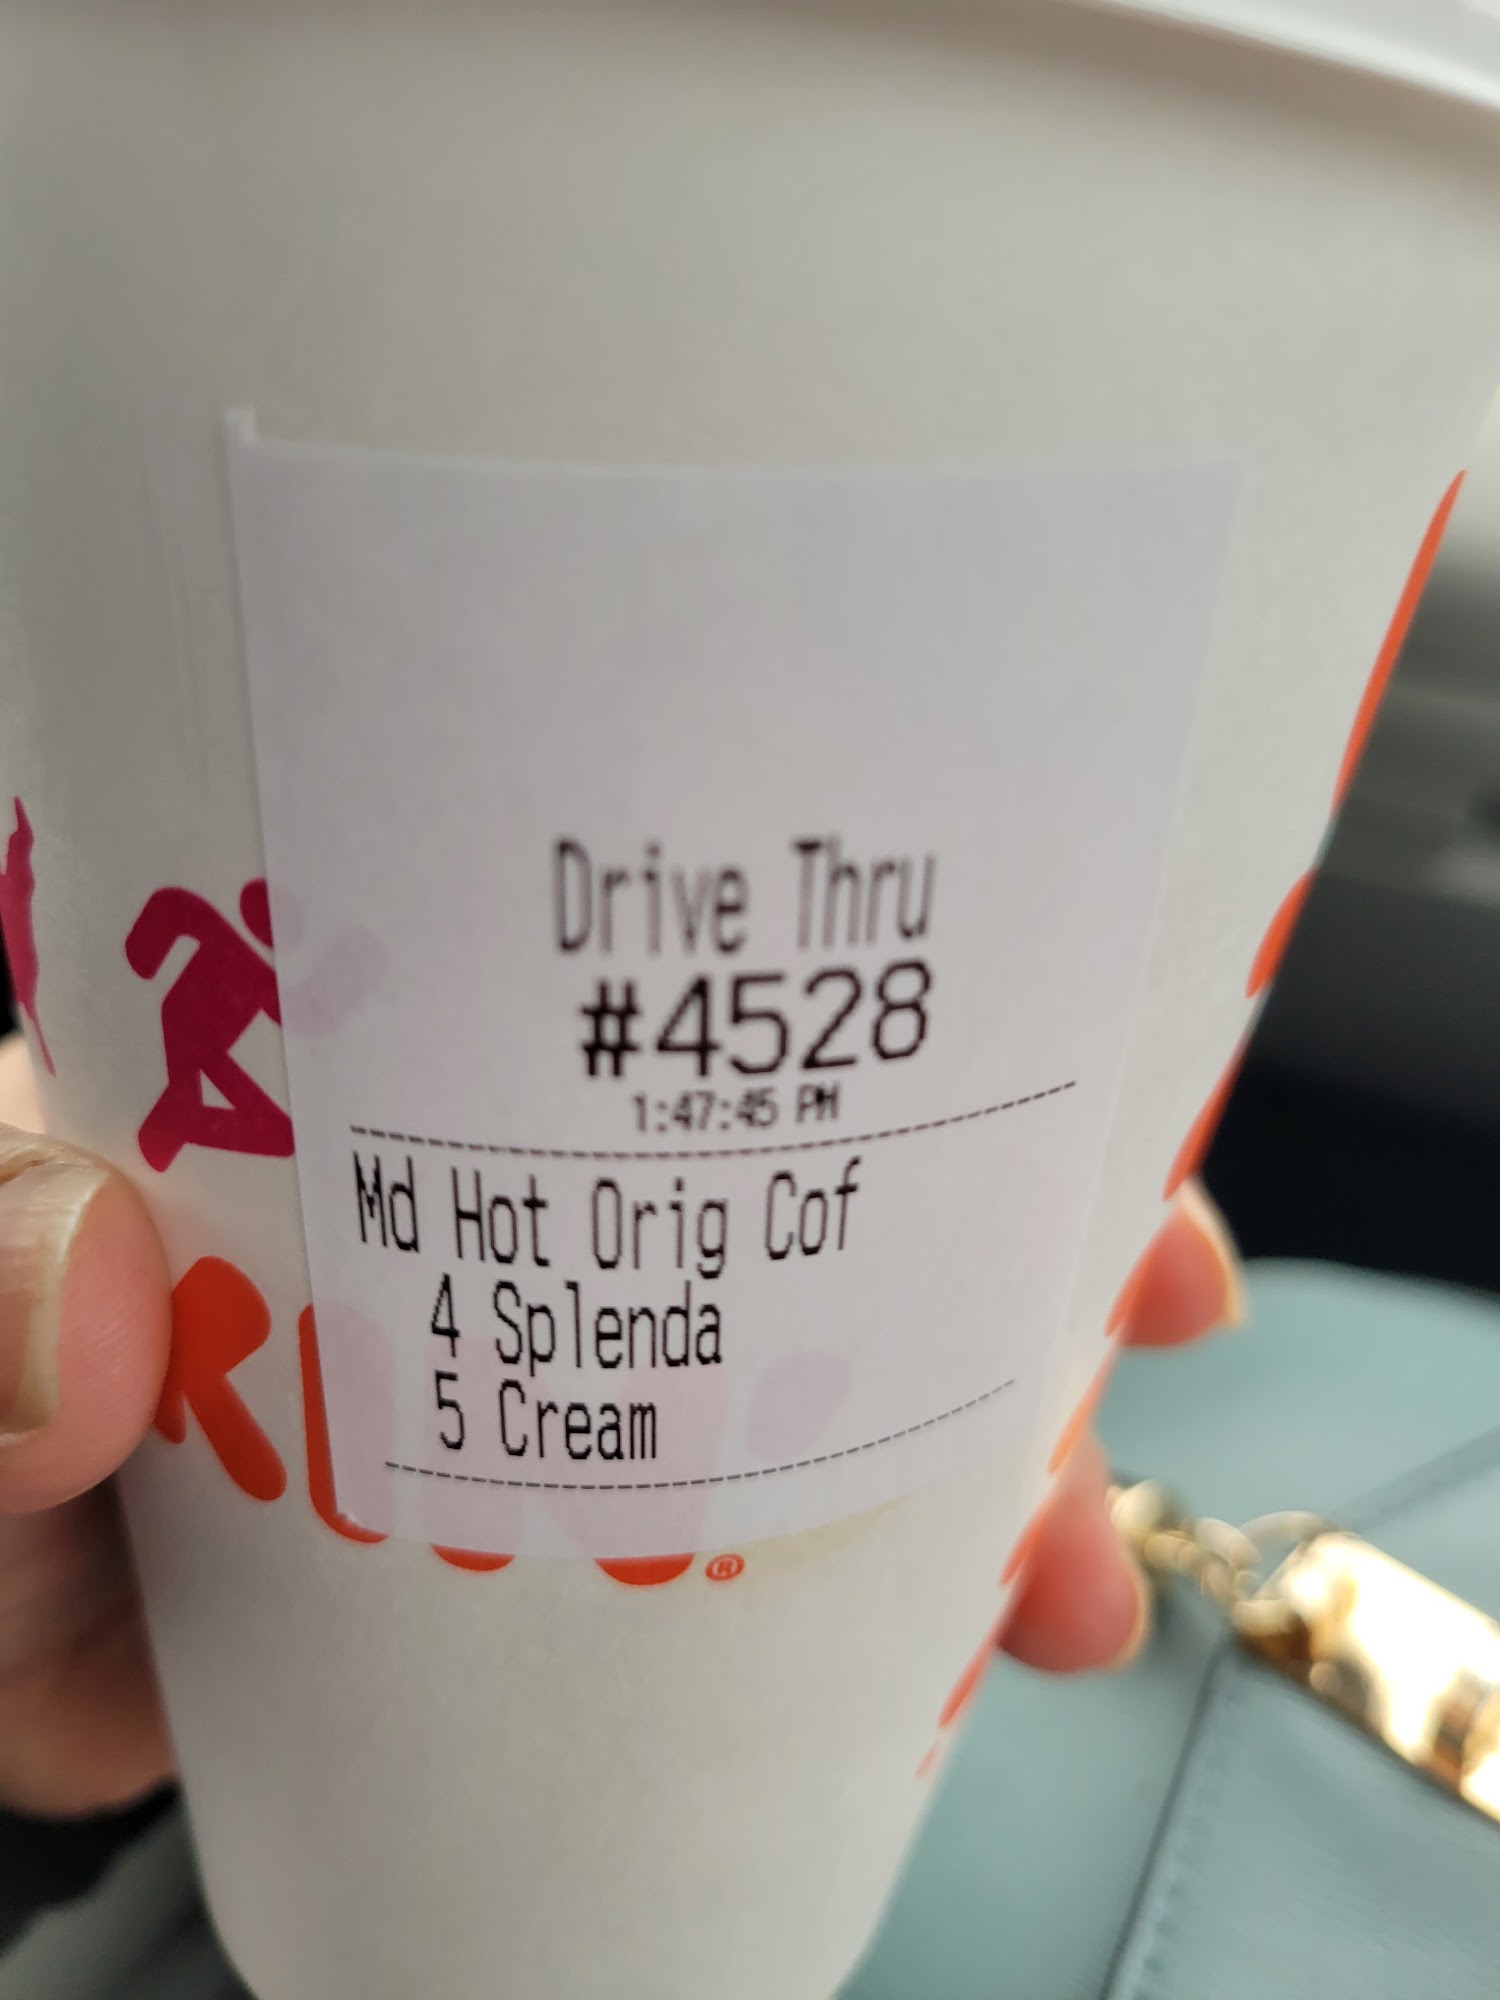 Drive Thru
#4528
1:47:45 PM
Md Hot Orig Cof
4 Splenda
5 Cream
®